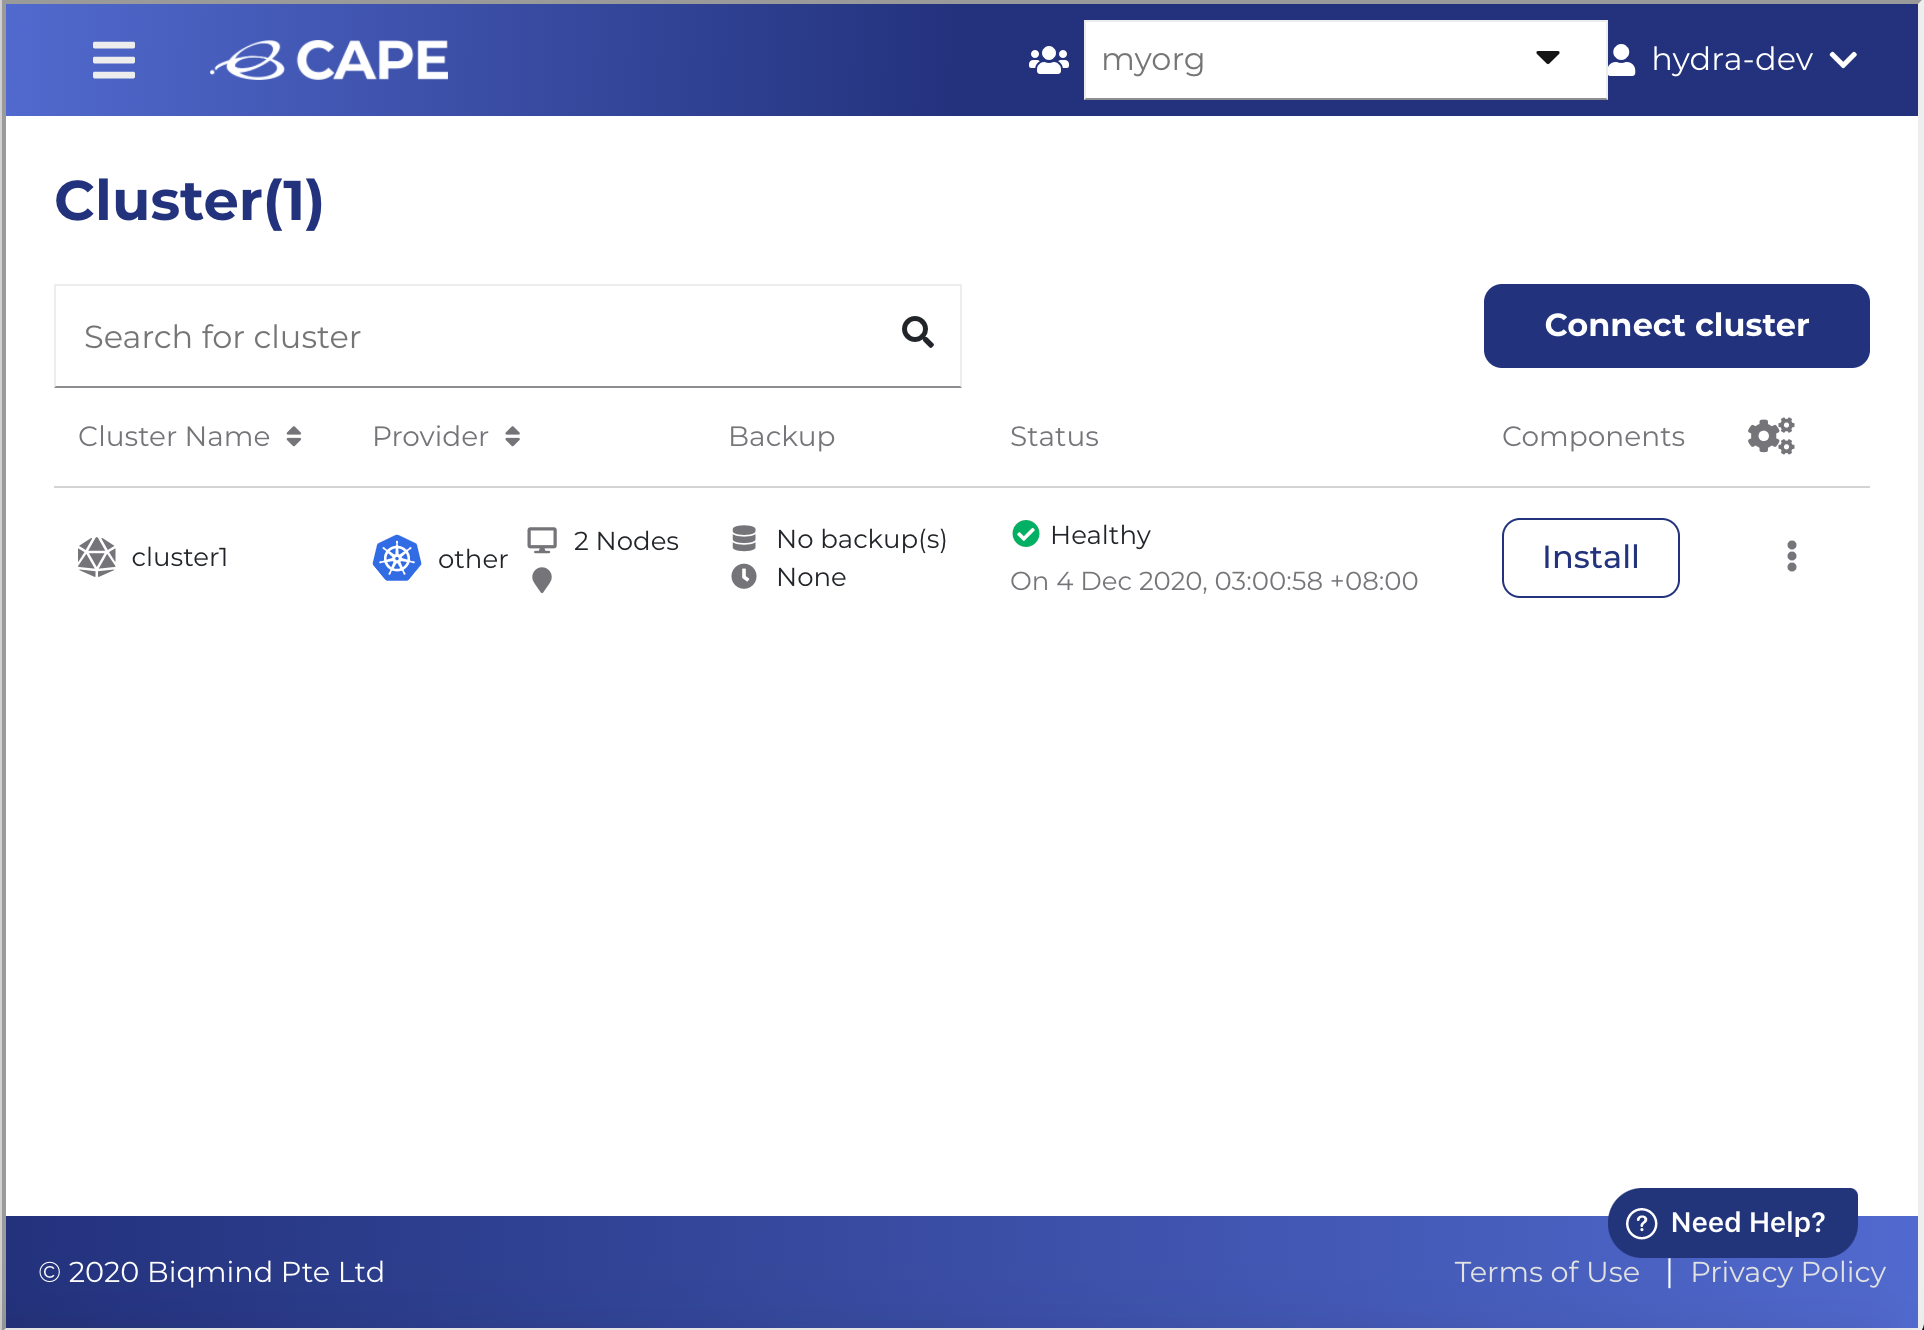 CAPE
myorg
hydra-dev
Cluster(1)
Search for cluster
Connect cluster
Cluster Name Provider Backup Status Components
cluster1
other
2 Nodes
No backup(s)
None
Healthy
On 4 Dec 2020, 03:00:58 +08:00
Install
Need Help?
© 2020 Biqmind Pte Ltd
Terms of Use | Privacy Policy